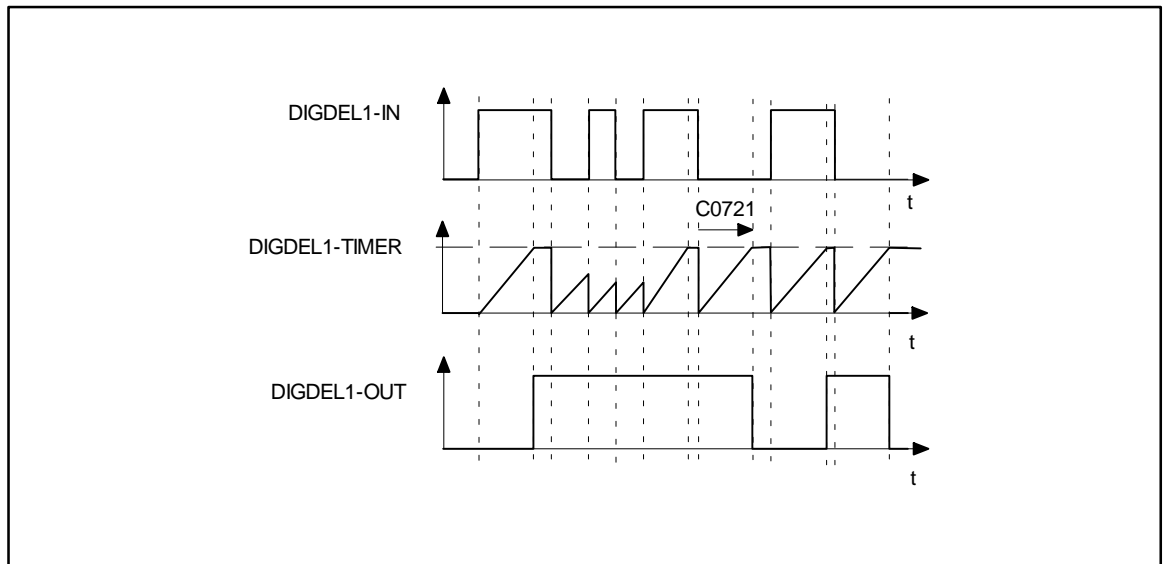 DIGDEL1-IN
t
C0721
DIGDEL1-TIMER
t
DIGDEL1-OUT
t